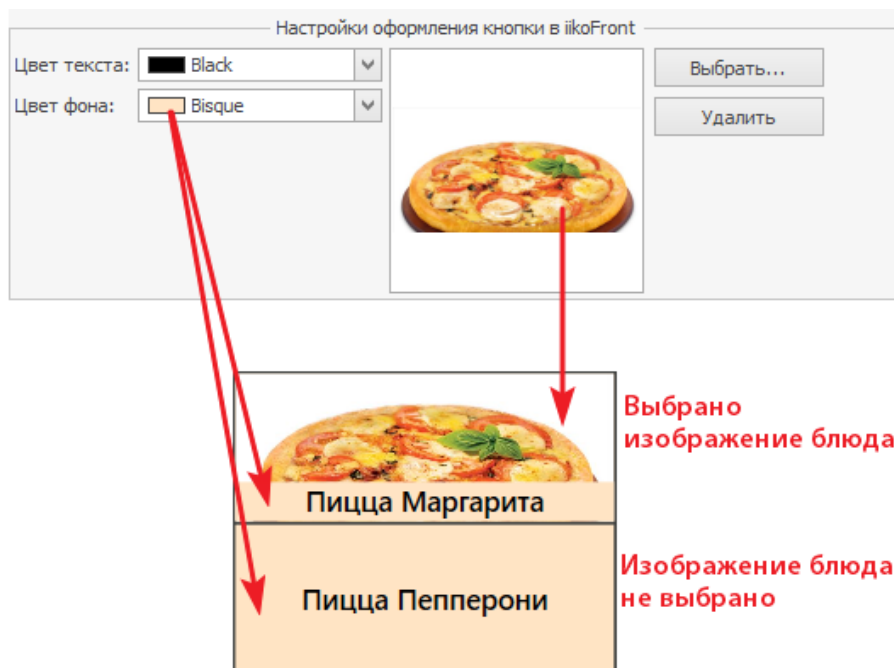 Настройки оформления кнопки в iikoFront
Цвет текста:
Black
Выбрать...
Цвет фона:
Bisque
Удалить
Выбрано
изображение блюда
Пицца Маргарита
Изображение блюда
не выбрано
Пицца Пепперони